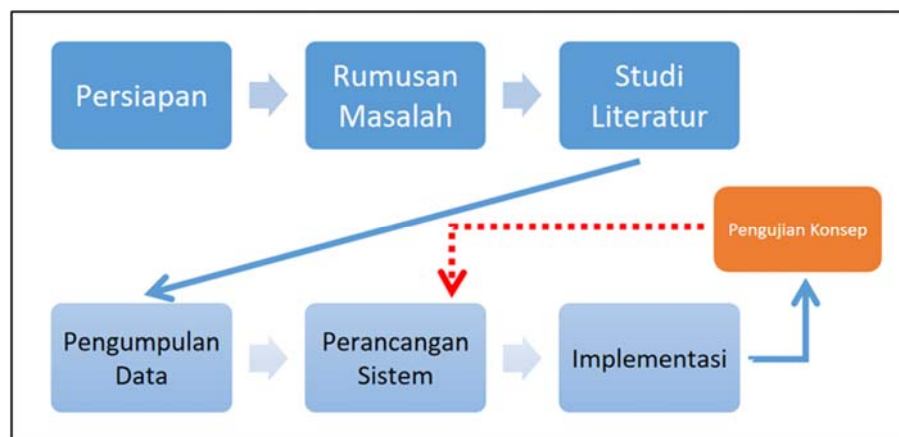 Persiapan
Rumusan
Masalah
Studi
Literatur
Pengujian Konsep
Pengumpulan
Data
Perancangan
Sistem
Implementasi